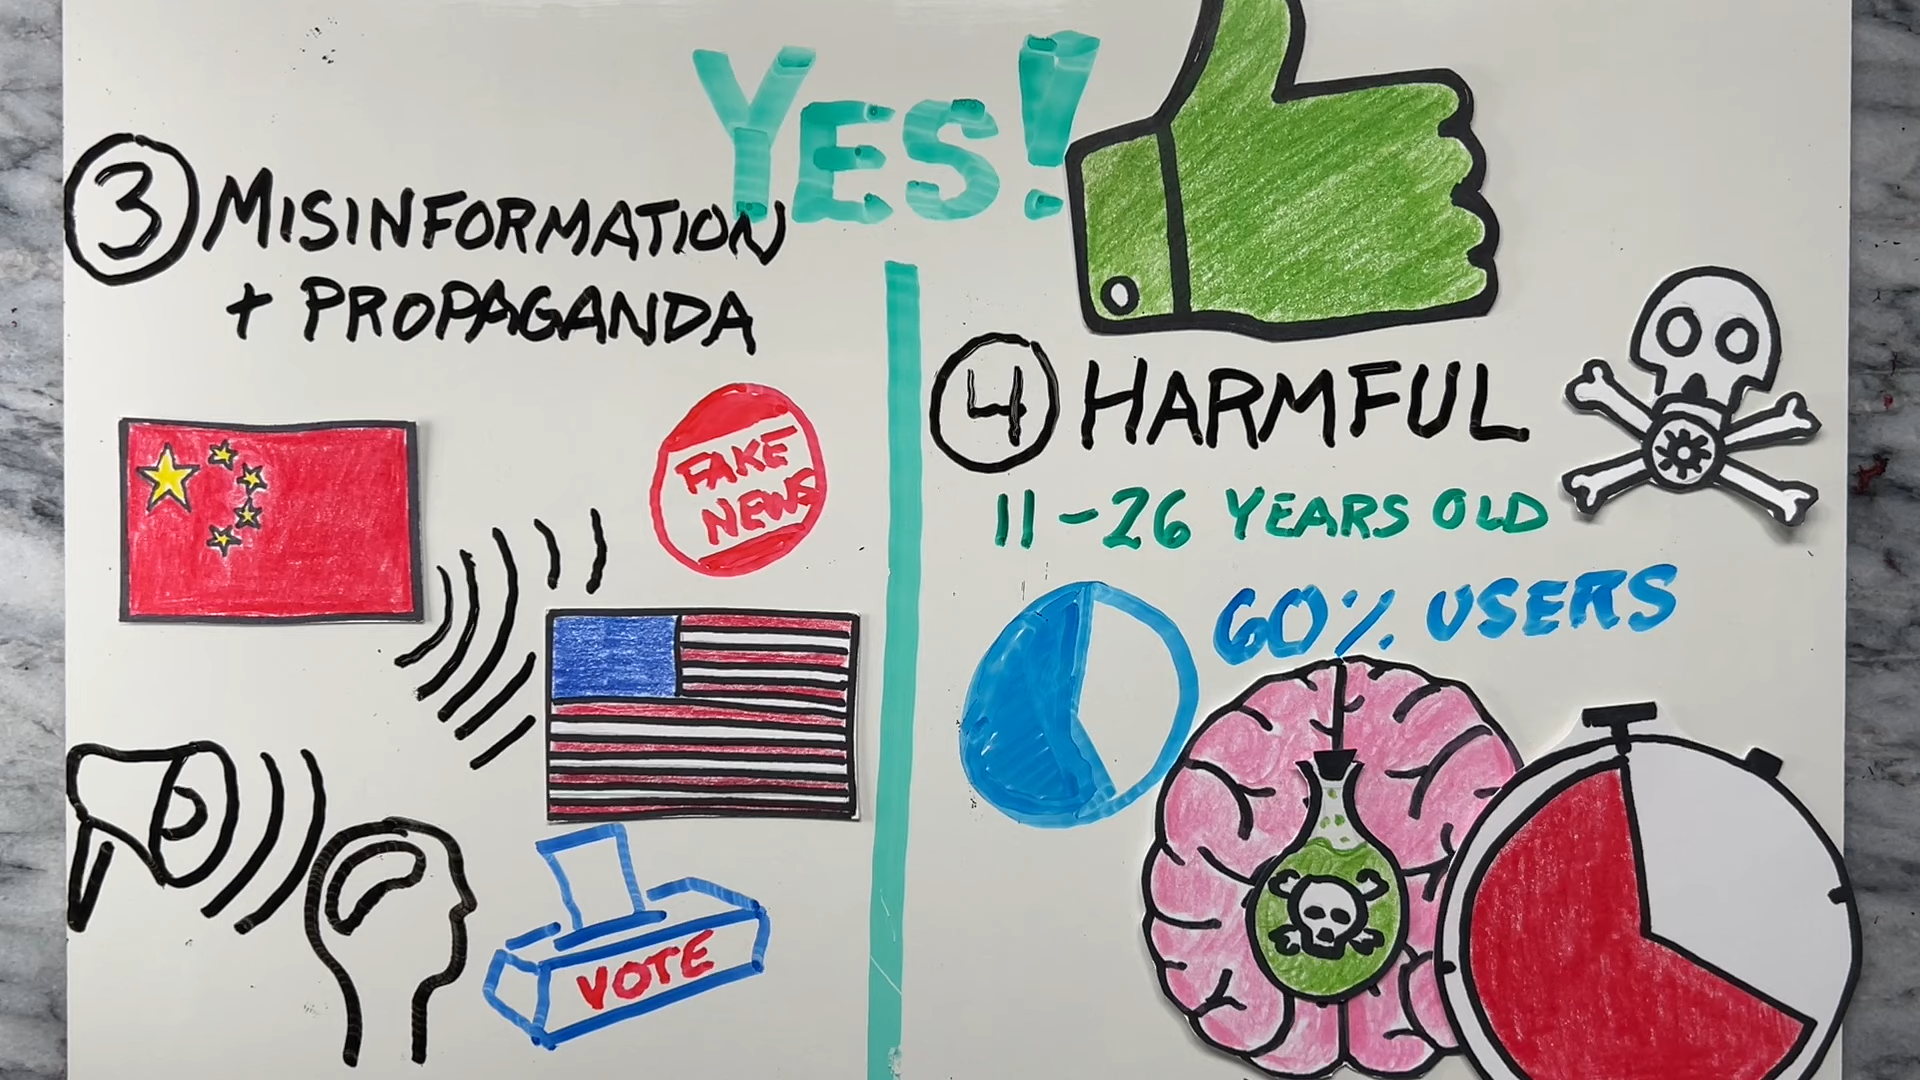 YES!
3 MISINFORMATION
+ PROPAGANDA
FAKE
NEWS
VOTE
4 HARMFUL
11-26 YEARS OLD
60% USERS